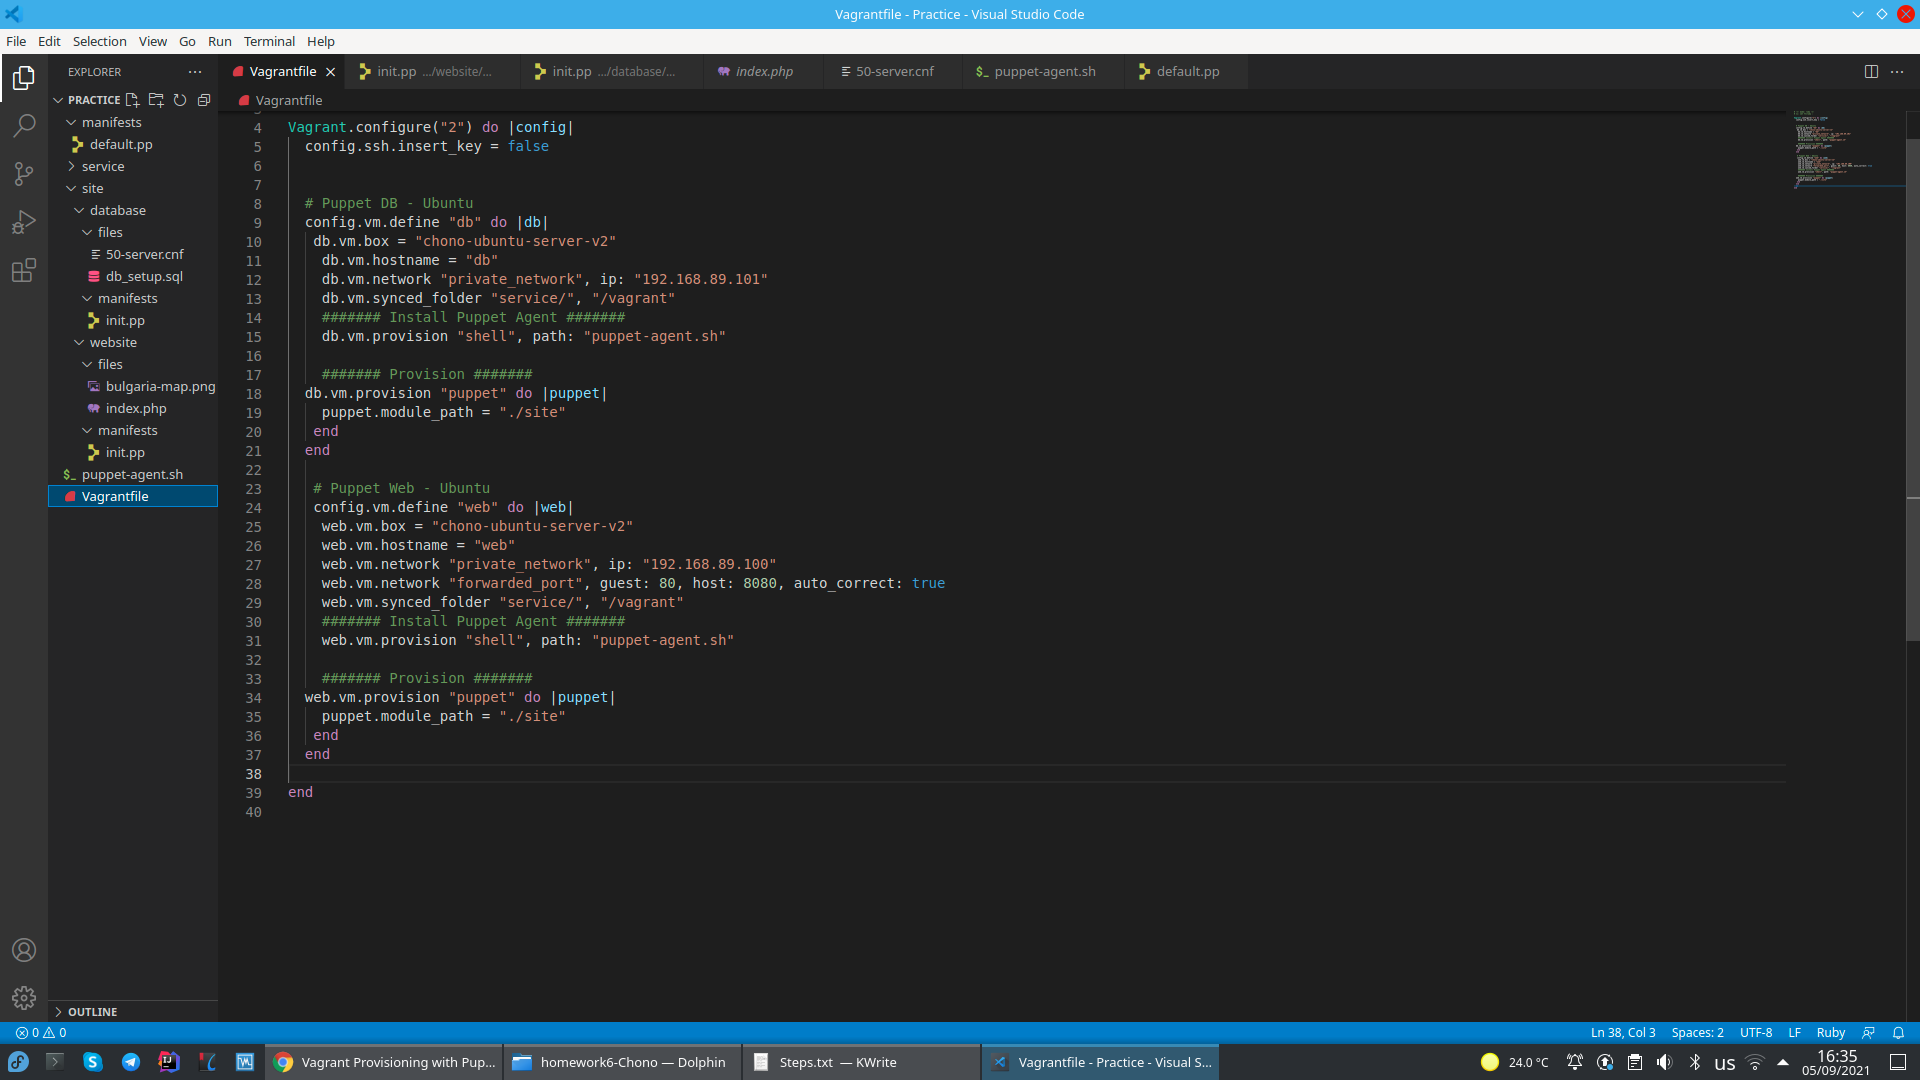 Vagrantfile - Practice - Visual Studio Code
File Edit Selection View Go Run Terminal Help
EXPLORER
PRACTICE
manifests
default.pp
service
site
database
files
50-server.cnf
db_setup.sql
manifests
init.pp
website
files
bulgaria-map.png
index.php
manifests
init.pp
puppet-agent.sh
Vagrantfile
OUTLINE
Vagrantfile init.pp .../website/... init.pp .../database/... index.php 50-server.cnf puppet-agent.sh default.pp
Vagrantfile
4 Vagrant.configure("2") do |config|
5 config.ssh.insert_key = false
6
7
8 # Puppet DB - Ubuntu
9 config.vm.define "db" do |db|
10 db.vm.box = "chono-ubuntu-server-v2"
11 db.vm.hostname = "db"
12 db.vm.network "private_network", ip: "192.168.89.101"
13 db.vm.synced_folder "service/", "/vagrant"
14 ####### Install Puppet Agent #######
15 db.vm.provision "shell", path: "puppet-agent.sh"
16
17 ####### Provision #######
18 db.vm.provision "puppet" do |puppet|
19 puppet.module_path = "./site"
20 end
21 end
22
23 # Puppet Web - Ubuntu
24 config.vm.define "web" do |web|
25 web.vm.box = "chono-ubuntu-server-v2"
26 web.vm.hostname = "web"
27 web.vm.network "private_network", ip: "192.168.89.100"
28 web.vm.network "forwarded_port", guest: 80, host: 8080, auto_correct: true
29 web.vm.synced_folder "service/", "/vagrant"
30 ####### Install Puppet Agent #######
31 web.vm.provision "shell", path: "puppet-agent.sh"
32
33 ####### Provision #######
34 web.vm.provision "puppet" do |puppet|
35 puppet.module_path = "./site"
36 end
37 end
38
39 end
40
0 0 Ln 38, Col 3 Spaces: 2 UTF-8 LF Ruby
Vagrant Provisioning with Pup... homework6-Chono — Dolphin Steps.txt — KWrite Vagrantfile - Practice - Visual S... 24.0 °C us 16:35
05/09/2021